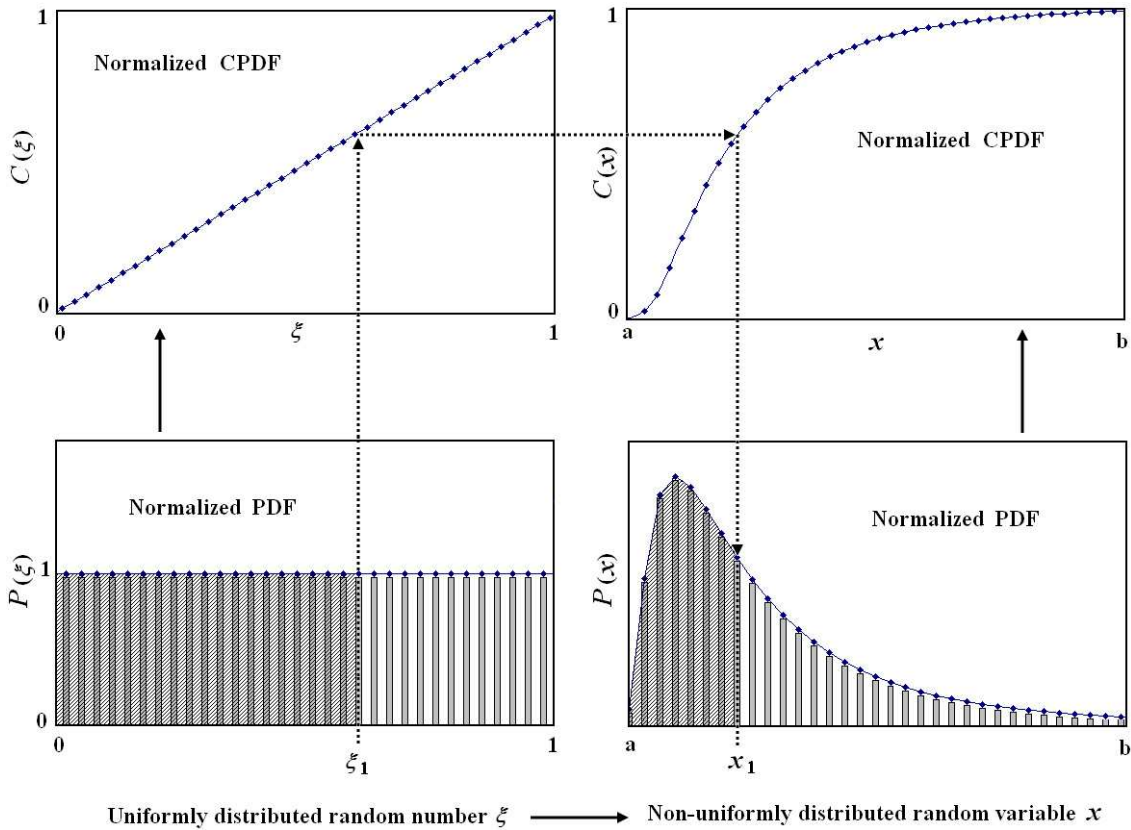 1
Normalized CPDF
C(ξ)
0
0
ξ
1
1
Normalized CPDF
C(x)
0
a
x
b
Normalized PDF
P(ξ)
1
0
0
ξ1
1
Normalized PDF
P(x)
0
a
x1
b
Uniformly distributed random number ξ
Non-uniformly distributed random variable x